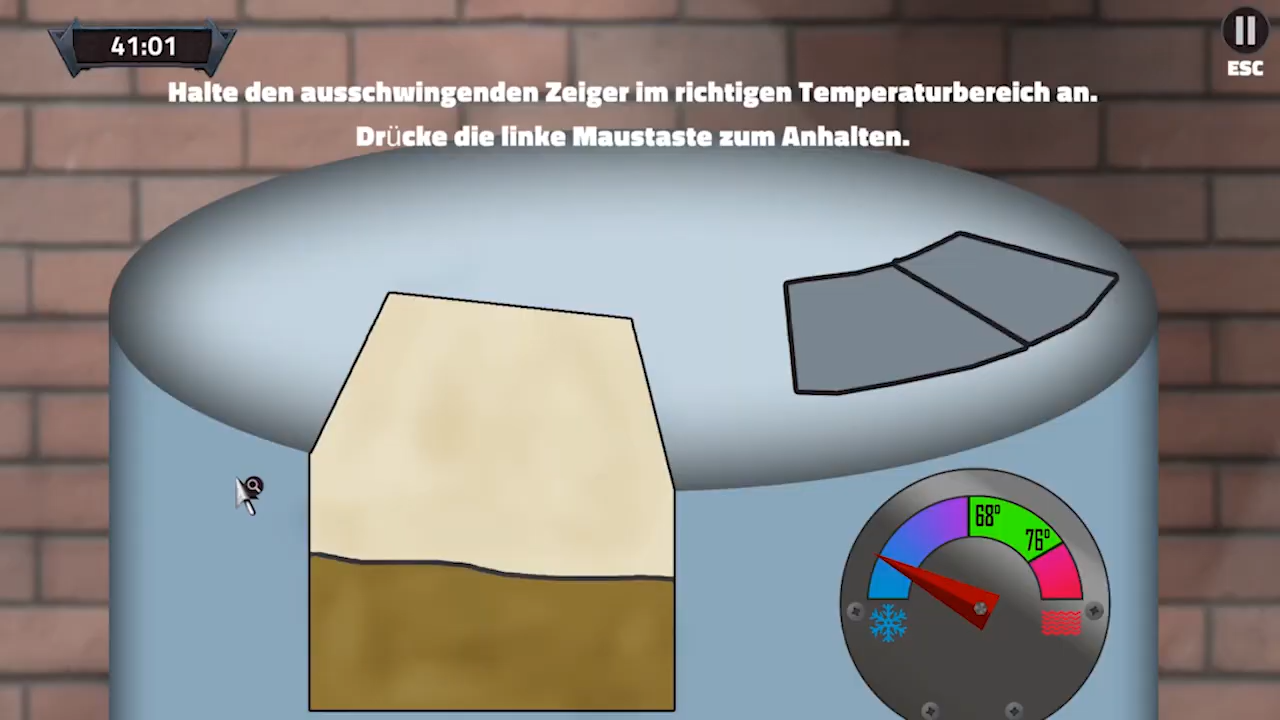 41:01
ESC
Halte den ausschwingenden Zeiger im richtigen Temperaturbereich an.
Drücke die linke Maustaste zum Anhalten.
68°
76°